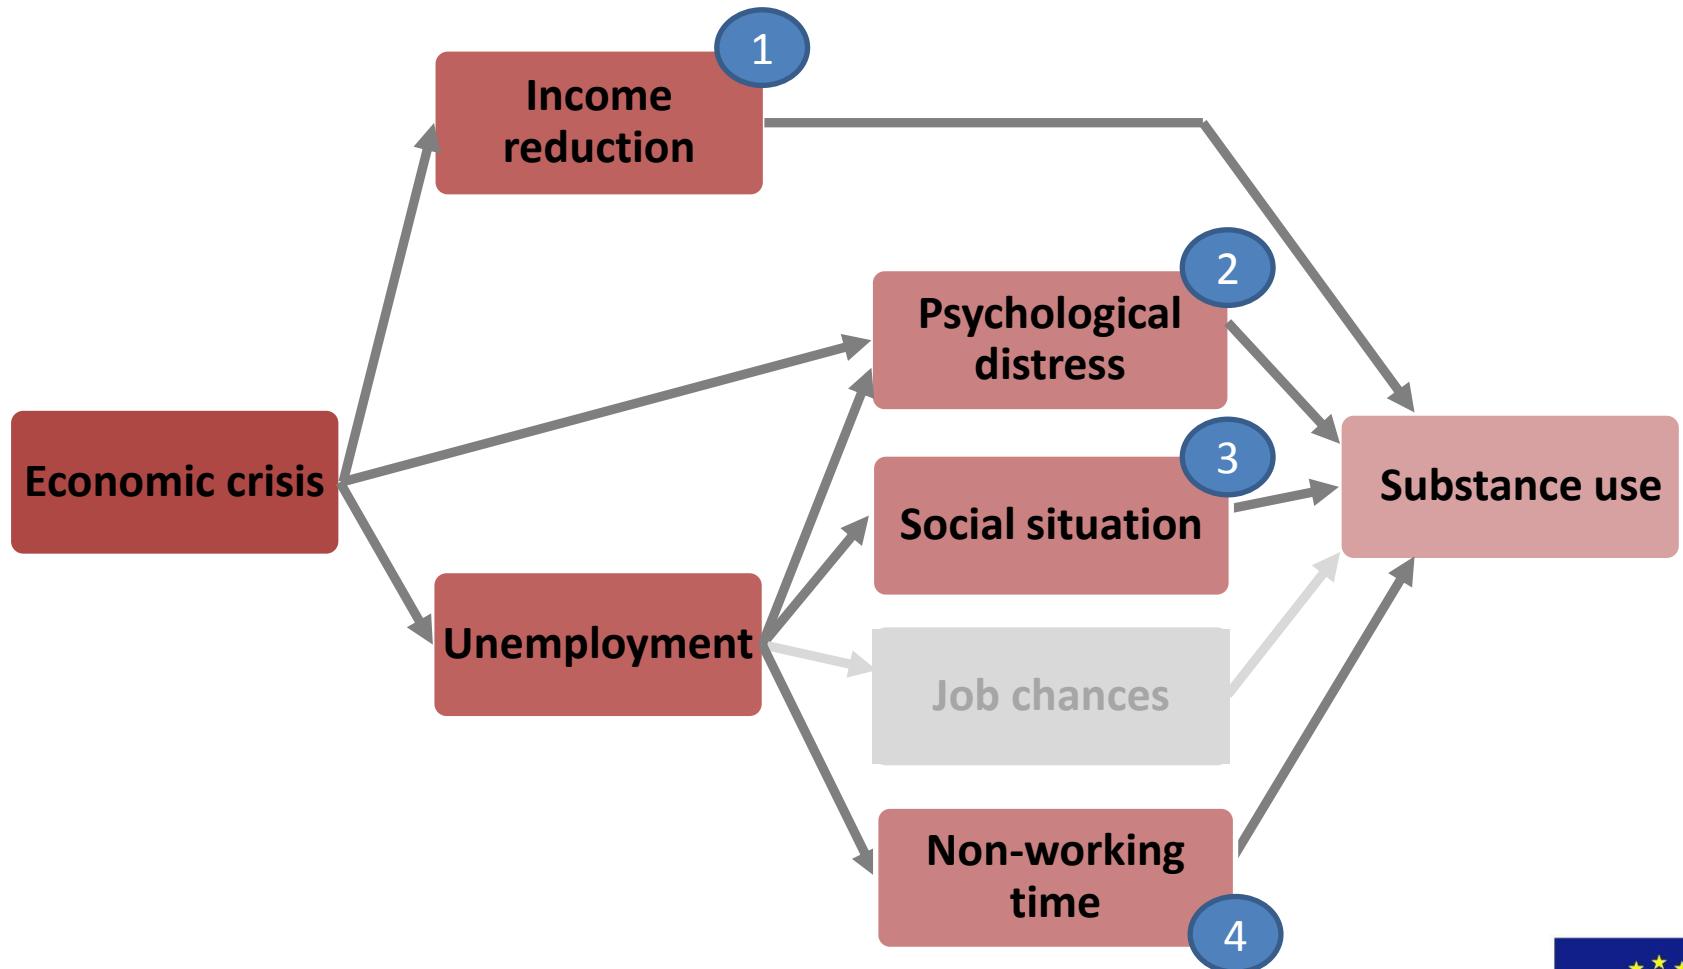 1
Income
reduction
2
Psychological
distress
3
Economic crisis
Social situation
Substance use
Unemployment
Job chances
Non-working
time
4